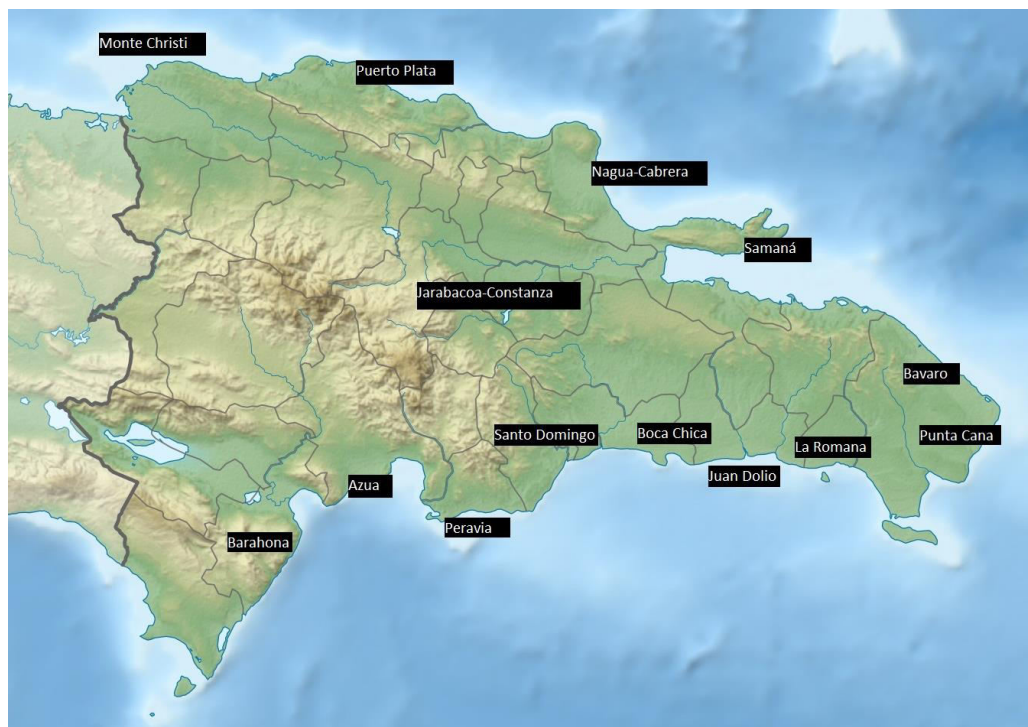 Monte Christi
Puerto Plata
Nagua-Cabrera
Samaná
Jarabacoa-Constanza
Bavaro
Santo Domingo
Boca Chica
Punta Cana
La Romana
Juan Dolio
Azua
Peravia
Barahona